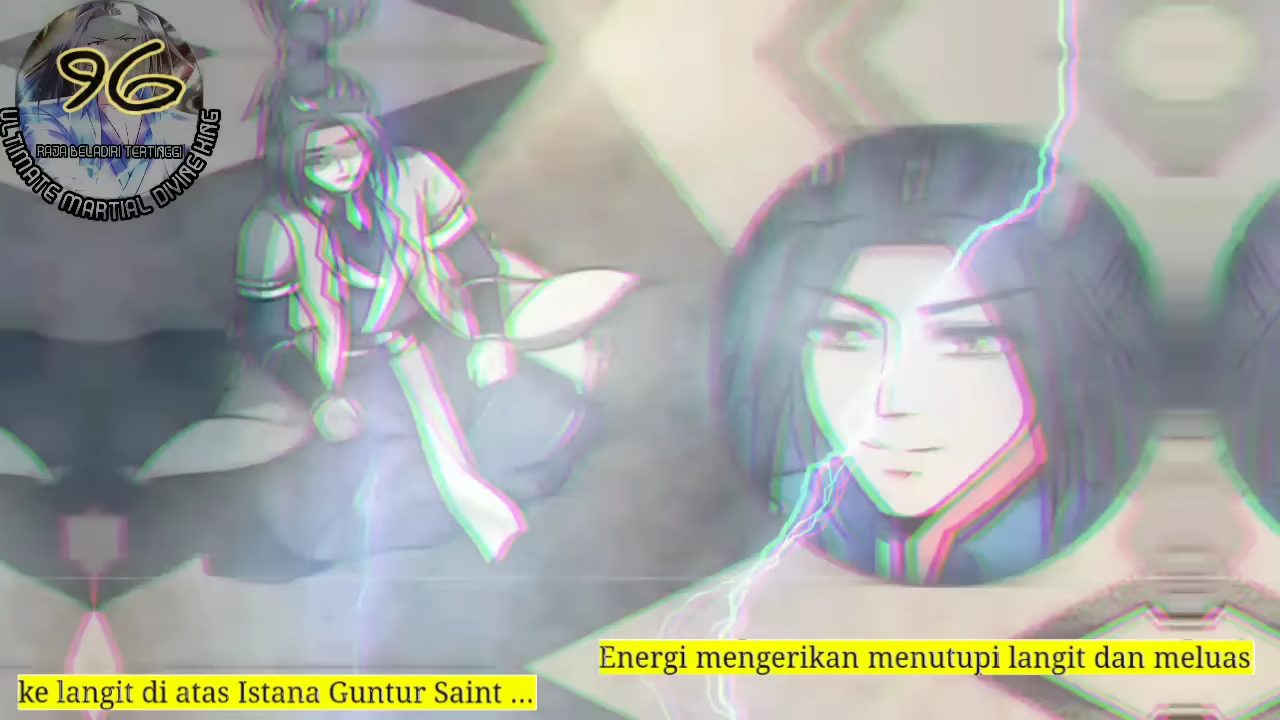 96
RAJA BELADIRI TERTINGGI
ULTIMATE MARTIAL DIVINE KING
Energi mengerikan menutupi langit dan meluas
ke langit di atas Istana Guntur Saint ...